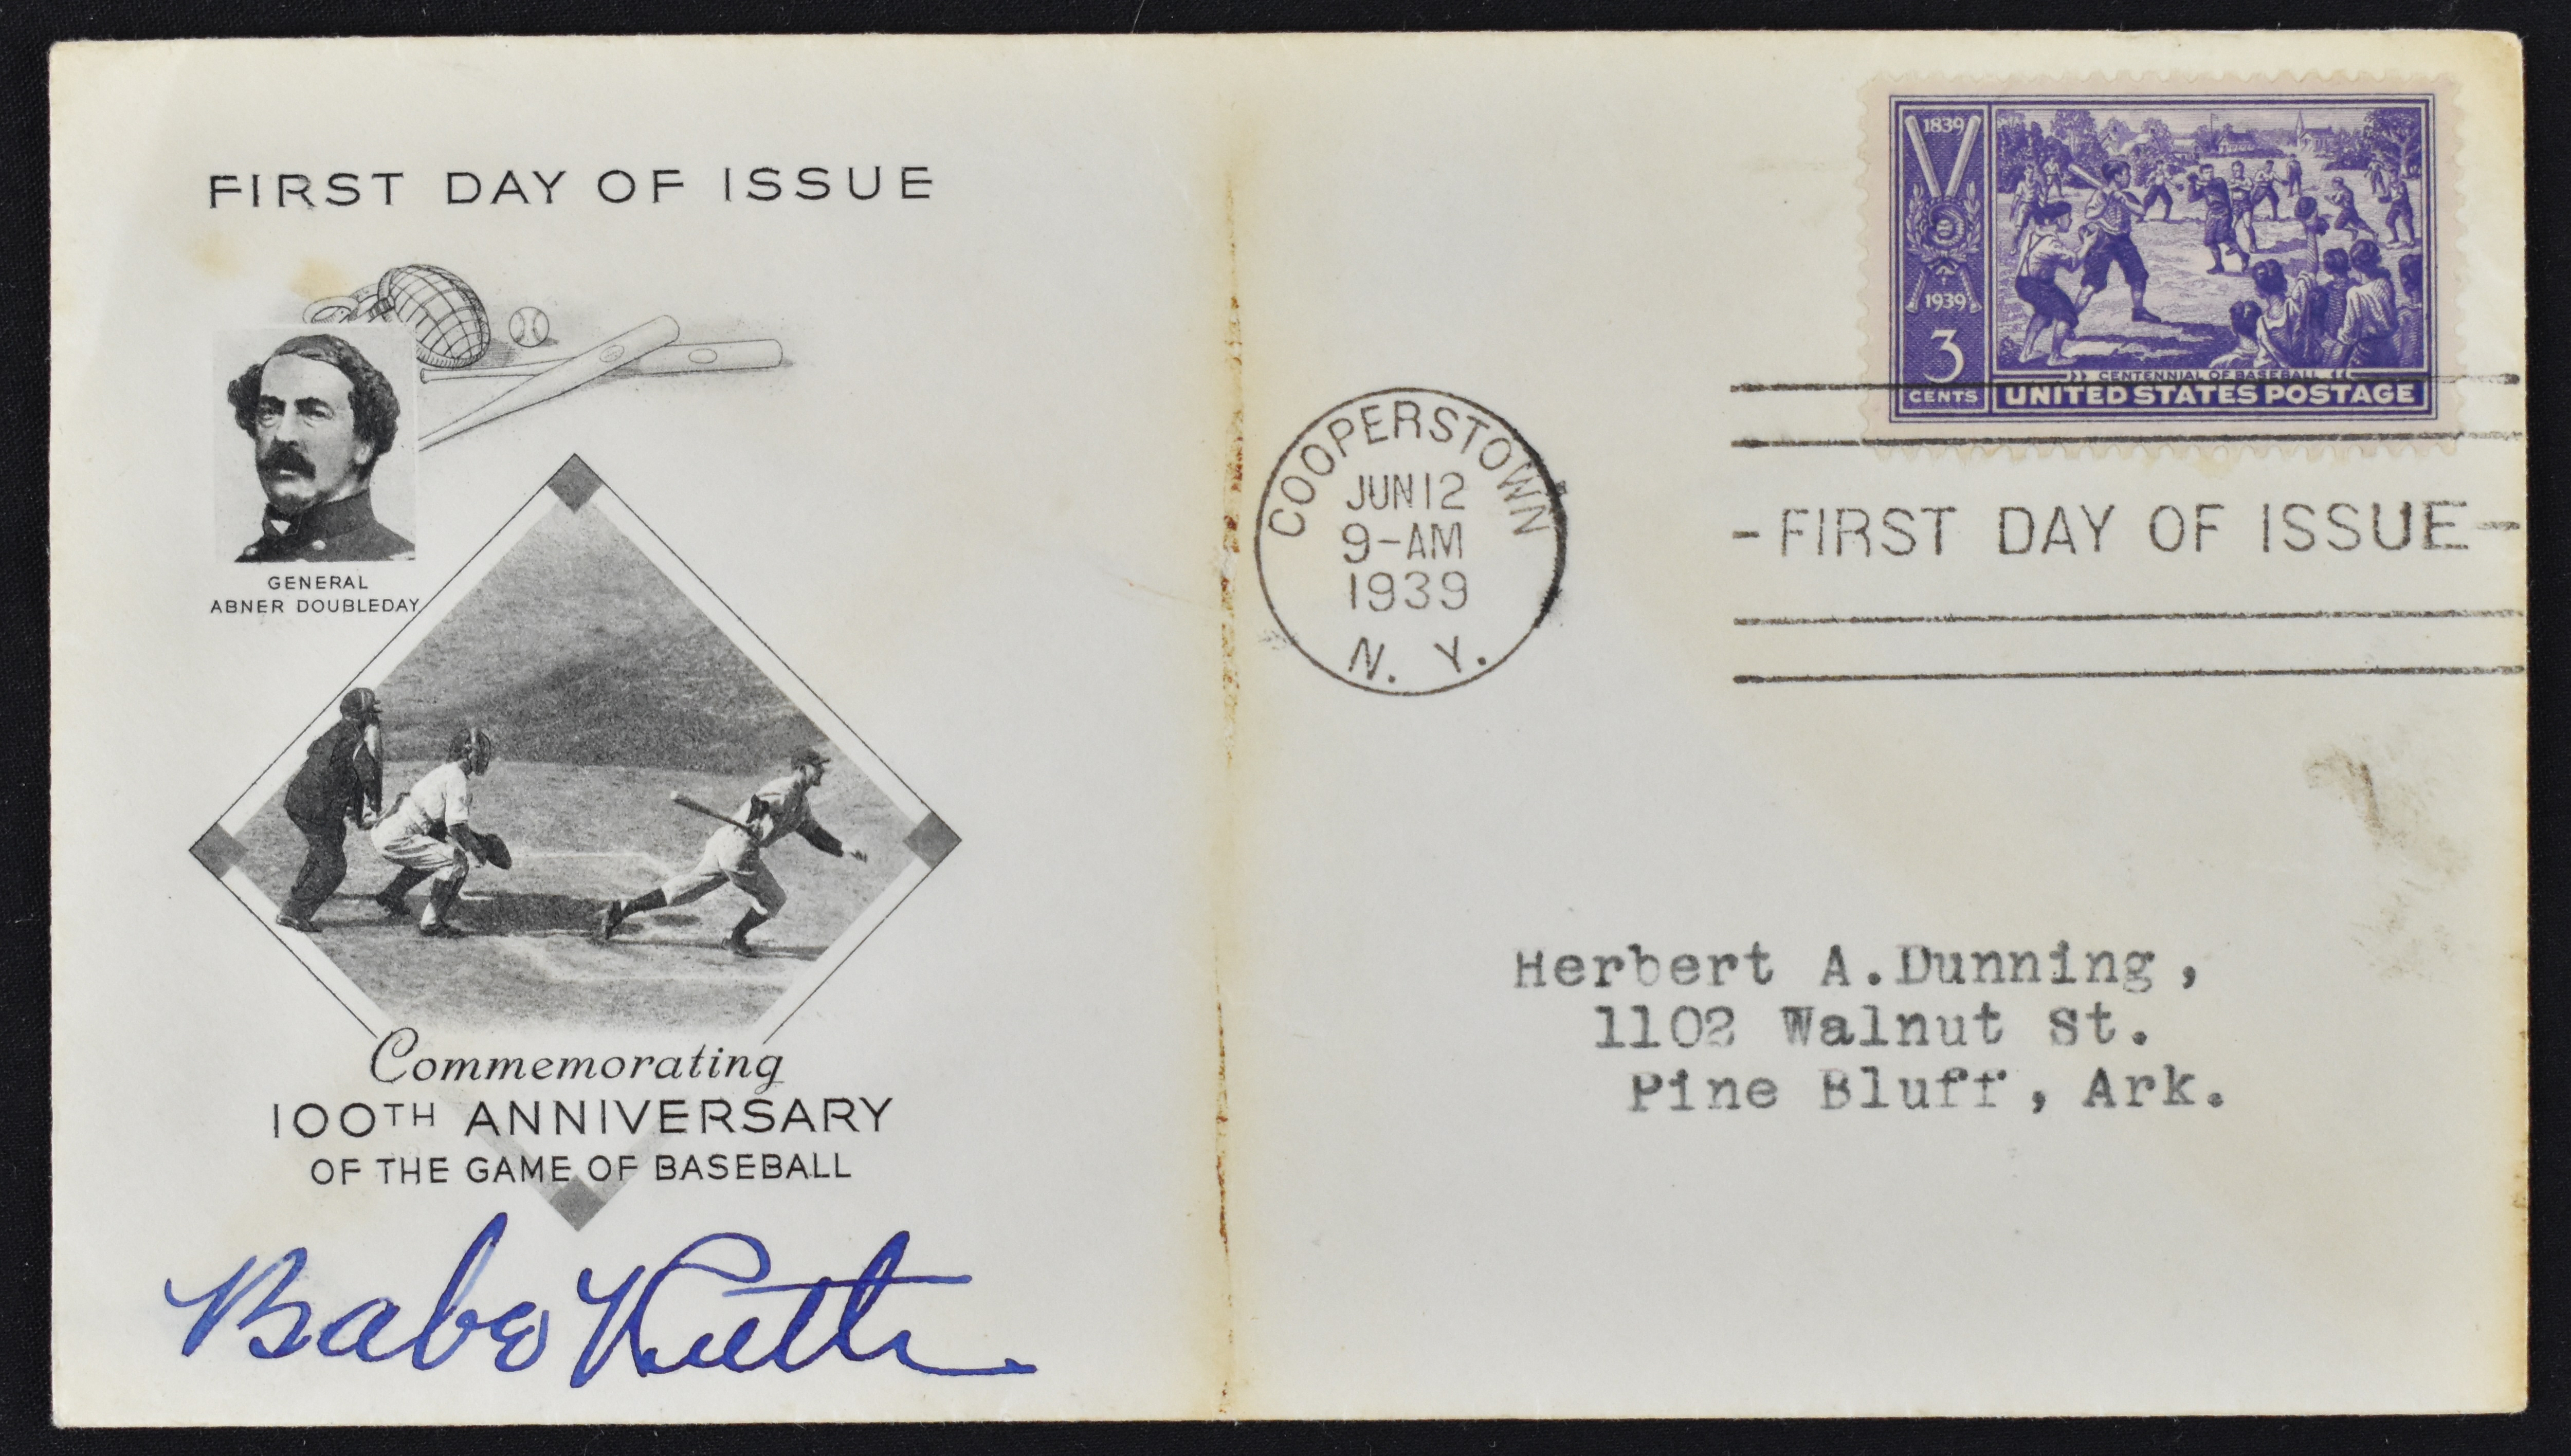 FIRST DAY OF ISSUE
GENERAL
ABNER DOUBLEDAY
Commemorating
100TH ANNIVERSARY
OF THE GAME OF BASEBALL
Babe Ruth
COOPERSTOWN
JUN 12
9-AM
1939
N. Y.
1839
1939
3
CENTS
CENTENNIAL OF BASEBALL
UNITED STATES POSTAGE
-FIRST DAY OF ISSUE-
Herbert A.Dunning,
1102 Walnut St.
Pine Bluff, Ark.